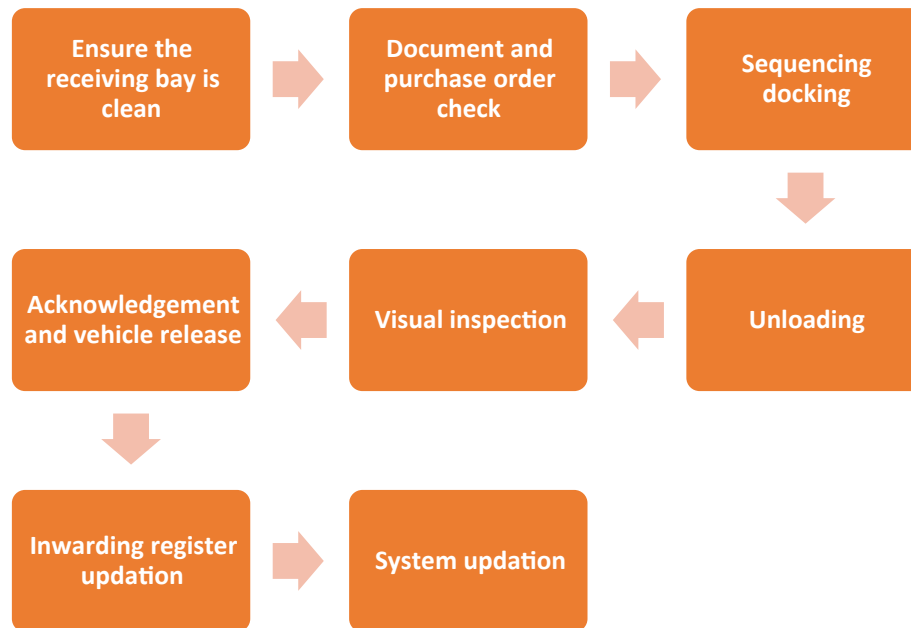 Ensure the
receiving bay is
clean
Document and
purchase order
check
Sequencing
docking
Unloading
Visual inspection
Acknowledgement
and vehicle release
Inwarding register
updation
System updation